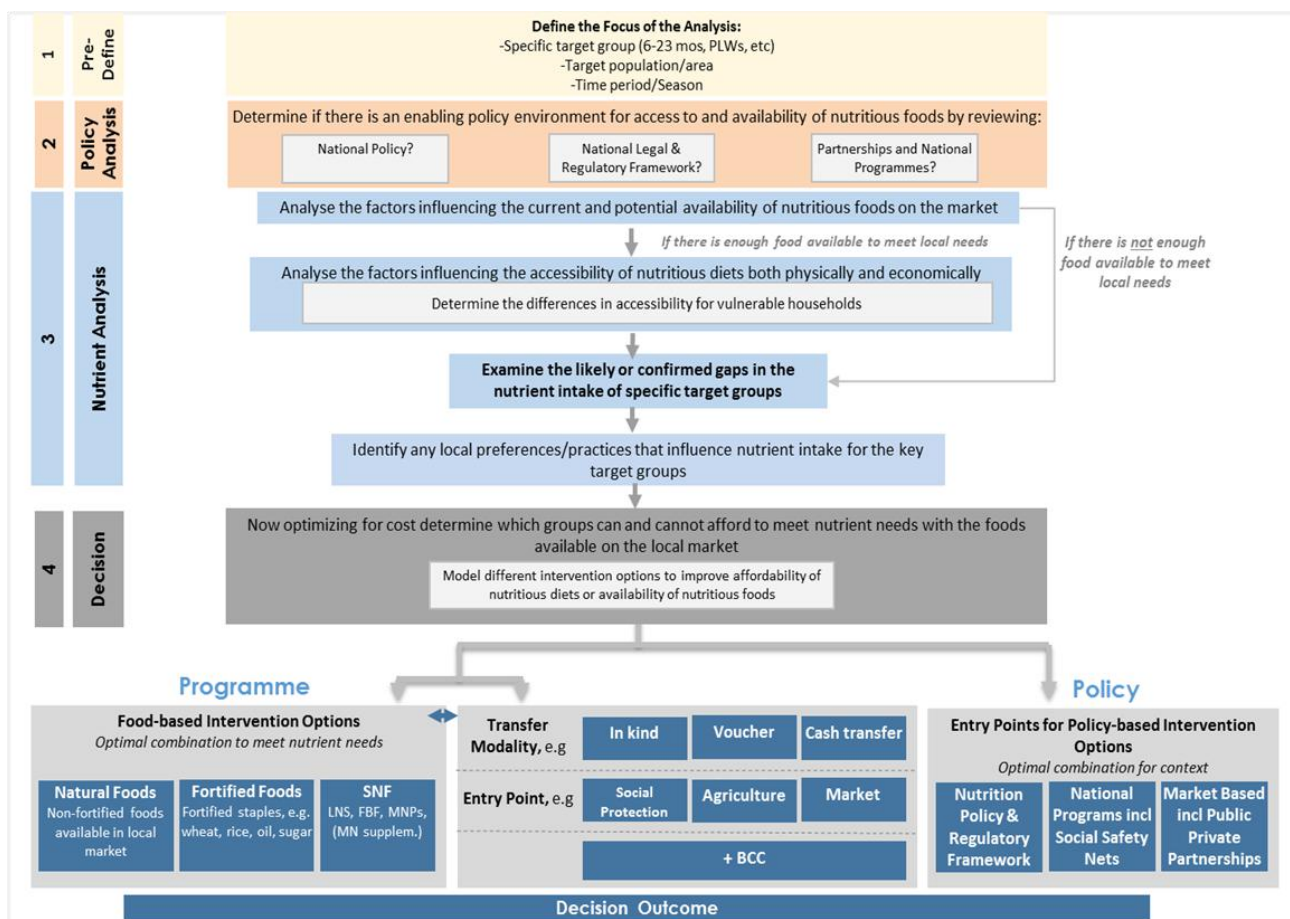 1
Pre-
Define
Define the Focus of the Analysis:
-Specific target group (6-23 mos, PLWs, etc)
-Target population/area
-Time period/Season
2
Policy
Analysis
Determine if there is an enabling policy environment for access to and availability of nutritious foods by reviewing:
National Policy?
National Legal &
Regulatory Framework?
Partnerships and National
Programmes?
3
Nutrient Analysis
Analyse the factors influencing the current and potential availability of nutritious foods on the market
If there is enough food available to meet local needs
If there is not enough
food available to meet
local needs
Analyse the factors influencing the accessibility of nutritious diets both physically and economically
Determine the differences in accessibility for vulnerable households
Examine the likely or confirmed gaps in the
nutrient intake of specific target groups
Identify any local preferences/practices that influence nutrient intake for the key
target groups
4
Decision
Now optimizing for cost determine which groups can and cannot afford to meet nutrient needs with the foods
available on the local market
Model different intervention options to improve affordability of
nutritious diets or availability of nutritious foods
Programme
Food-based Intervention Options
Optimal combination to meet nutrient needs
Natural Foods
Non-fortified foods
available in local
market
Fortified Foods
Fortified staples, e.g.
wheat, rice, oil, sugar
SNF
LNS, FBF, MNPs,
(MN supplem.)
Transfer
Modality, e.g
In kind
Voucher
Cash transfer
Entry Point, e.g
Social
Protection
Agriculture
Market
+ BCC
Policy
Entry Points for Policy-based Intervention
Options
Optimal combination for context
Nutrition
Policy &
Regulatory
Framework
National
Programs incl
Social Safety
Nets
Market Based
incl Public
Private
Partnerships
Decision Outcome